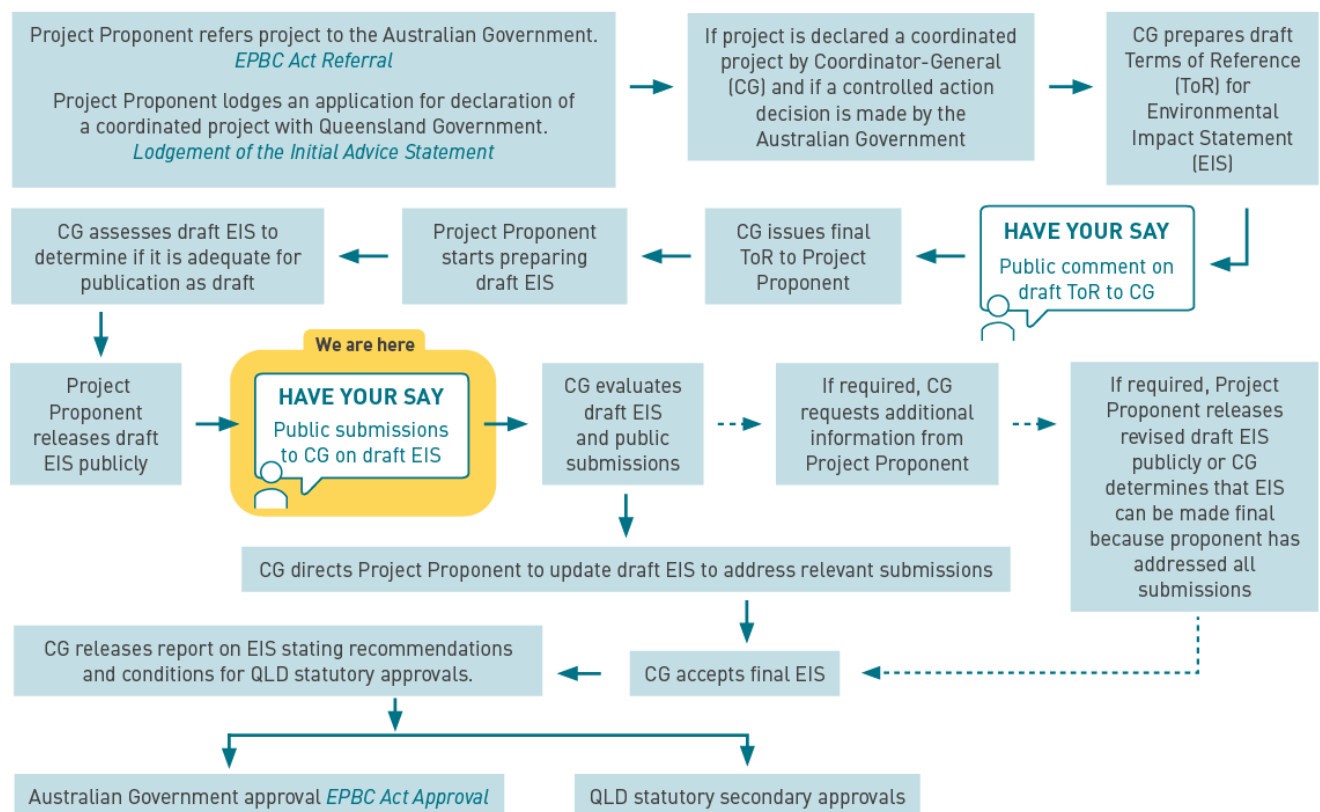 Project Proponent refers project to the Australian Government.
EPBC Act Referral
Project Proponent lodges an application for declaration of
a coordinated project with Queensland Government.
Lodgement of the Initial Advice Statement
If project is declared a coordinated
project by Coordinator-General
(CG) and if a controlled action
decision is made by the
Australian Government
CG prepares draft
Terms of Reference
(ToR) for
Environmental
Impact Statement
(EIS)
HAVE YOUR SAY
Public comment on
draft ToR to CG
CG issues final
ToR to Project
Proponent
Project Proponent
starts preparing
draft EIS
CG assesses draft EIS to
determine if it is adequate for
publication as draft
Project
Proponent
releases draft
EIS publicly
We are here
HAVE YOUR SAY
Public submissions
to CG on draft EIS
CG evaluates
draft EIS
and public
submissions
If required, CG
requests additional
information from
Project Proponent
If required, Project
Proponent releases
revised draft EIS
publicly or CG
determines that EIS
can be made final
because proponent has
addressed all
submissions
CG directs Project Proponent to update draft EIS to address relevant submissions
CG accepts final EIS
CG releases report on EIS stating recommendations
and conditions for QLD statutory approvals.
Australian Government approval EPBC Act Approval
QLD statutory secondary approvals